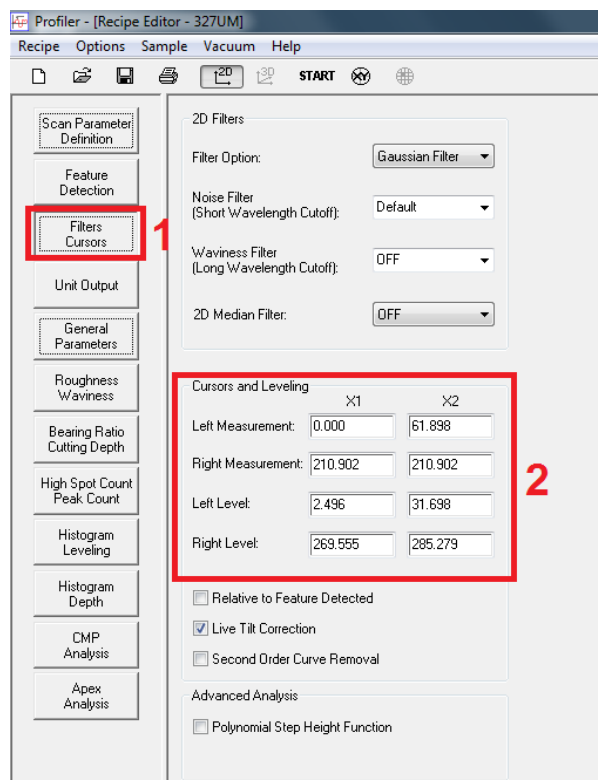 Profiler - [Recipe Editor - 327UM]
Recipe Options Sample Vacuum Help
2D 3D START XY
Scan Parameter
Definition
Feature
Detection
Filters
Cursors
1
Unit Output
General
Parameters
Roughness
Waviness
Bearing Ratio
Cutting Depth
High Spot Count
Peak Count
Histogram
Leveling
Histogram
Depth
CMP
Analysis
Apex
Analysis
2D Filters
Filter Option: Gaussian Filter
Noise Filter
(Short Wavelength Cutoff): Default
Waviness Filter
(Long Wavelength Cutoff): OFF
2D Median Filter: OFF
Cursors and Leveling
X1 X2
Left Measurement: 0.000 61.898
Right Measurement: 210.902 210.902
Left Level: 2.496 31.698
Right Level: 269.555 285.279
2
Relative to Feature Detected
Live Tilt Correction
Second Order Curve Removal
Advanced Analysis
Polynomial Step Height Function